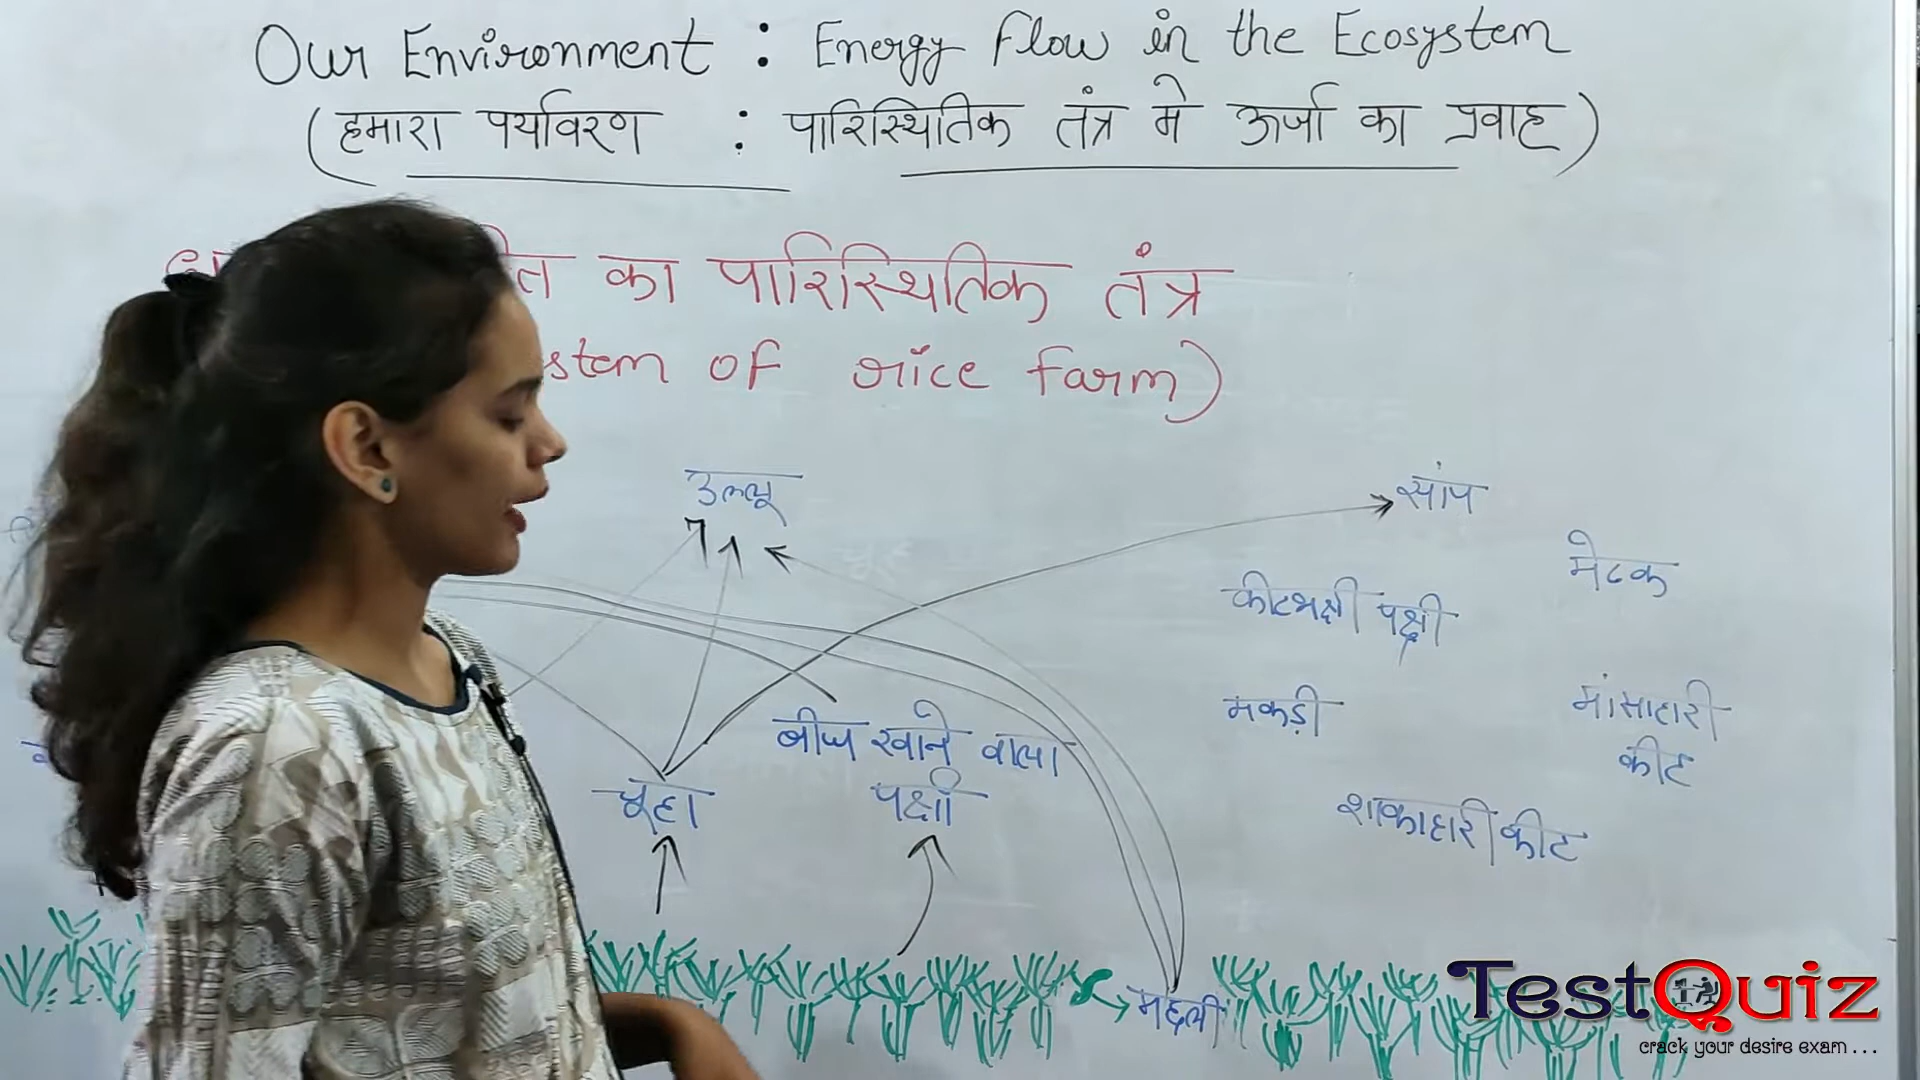 Our Environment : Energy flow in the Ecosystem
(हमारा पर्यावरण : पारिस्थितिक तंत्र मे ऊर्जा का प्रवाह)
का पारिस्थितिक तंत्र
stem of rice farm)
उल्लू
सांप
मेढक
कीटभक्षी पक्षी
मकड़ी
मांसाहारी
कीट
बीज खाने वाला
पक्षी
चूहा
शाकाहारी कीट
मछली
TestQuiz
crack your desire exam ...